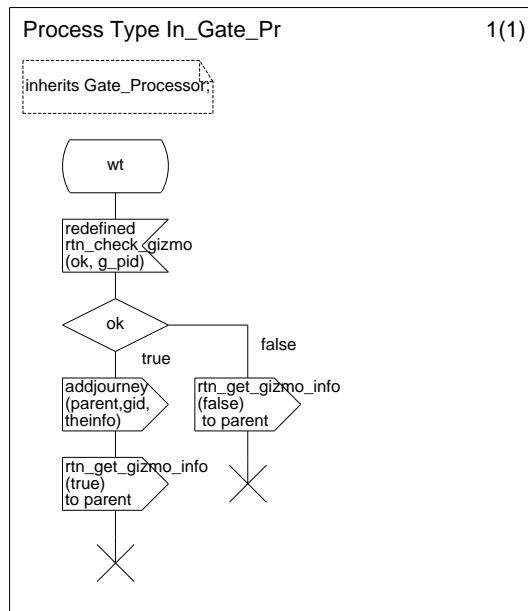 Process Type In_Gate_Pr
1(1)
inherits Gate_Processor;
wt
redefined
rtn_check_gizmo
(ok, g_pid)
ok
true
false
addjourney
(parent,gid,
theinfo)
rtn_get_gizmo_info
(false)
to parent
rtn_get_gizmo_info
(true)
to parent